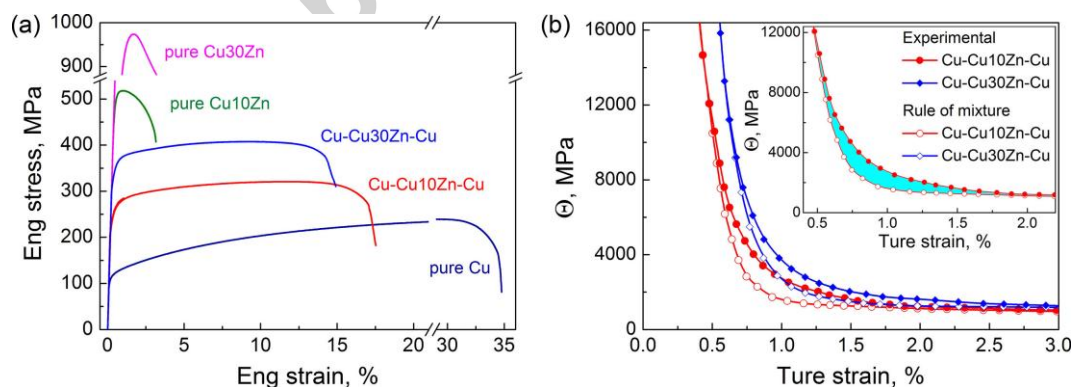 (a)
1000
900
500
400
300
200
100
0
Eng stress, MPa
pure Cu30Zn
pure Cu10Zn
Cu-Cu30Zn-Cu
Cu-Cu10Zn-Cu
pure Cu
0 5 10 15 20 30 35
Eng strain, %
(b)
16000
12000
8000
4000
0
Θ, MPa
Experimental
Cu-Cu10Zn-Cu
Cu-Cu30Zn-Cu
Rule of mixture
Cu-Cu10Zn-Cu
Cu-Cu30Zn-Cu
12000
8000
4000
0
Θ, MPa
0.5 1.0 1.5 2.0
Ture strain, %
0.0 0.5 1.0 1.5 2.0 2.5 3.0
Ture strain, %